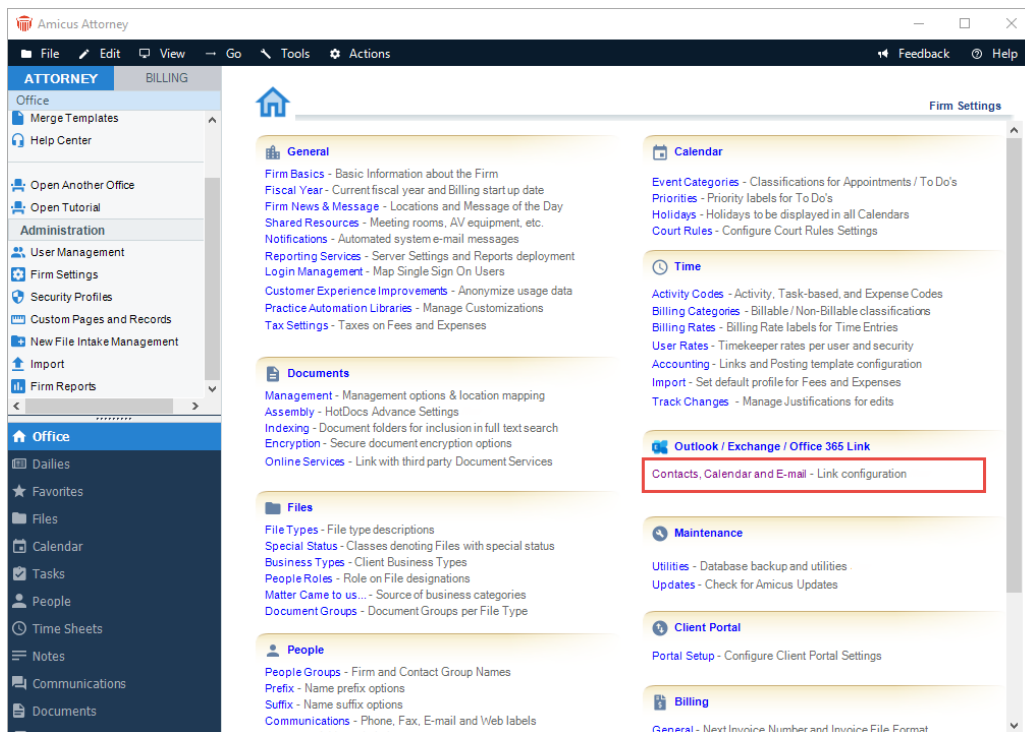 Amicus Attorney
File Edit View Go Tools Actions Feedback Help
ATTORNEY BILLING
Office
Merge Templates
Help Center
Open Another Office
Open Tutorial
Administration
User Management
Firm Settings
Security Profiles
Custom Pages and Records
New File Intake Management
Import
Firm Reports
Office
Dailies
Favorites
Files
Calendar
Tasks
People
Time Sheets
Notes
Communications
Documents
Firm Settings
General
Firm Basics - Basic Information about the Firm
Fiscal Year - Current fiscal year and Billing start up date
Firm News & Message - Locations and Message of the Day
Shared Resources - Meeting rooms, AV equipment, etc.
Notifications - Automated system e-mail messages
Reporting Services - Server Settings and Reports deployment
Login Management - Map Single Sign On Users
Customer Experience Improvements - Anonymize usage data
Practice Automation Libraries - Manage Customizations
Tax Settings - Taxes on Fees and Expenses
Documents
Management - Management options & location mapping
Assembly - HotDocs Advance Settings
Indexing - Document folders for inclusion in full text search
Encryption - Secure document encryption options
Online Services - Link with third party Document Services
Files
File Types - File type descriptions
Special Status - Classes denoting Files with special status
Business Types - Client Business Types
People Roles - Role on File designations
Matter Came to us... - Source of business categories
Document Groups - Document Groups per File Type
People
People Groups - Firm and Contact Group Names
Prefix - Name prefix options
Suffix - Name suffix options
Communications - Phone, Fax, E-mail and Web labels
Calendar
Event Categories - Classifications for Appointments / To Do's
Priorities - Priority labels for To Do's
Holidays - Holidays to be displayed in all Calendars
Court Rules - Configure Court Rules Settings
Time
Activity Codes - Activity, Task-based, and Expense Codes
Billing Categories - Billable / Non-Billable classifications
Billing Rates - Billing Rate labels for Time Entries
User Rates - Timekeeper rates per user and security
Accounting - Links and Posting template configuration
Import - Set default profile for Fees and Expenses
Track Changes - Manage Justifications for edits
Outlook / Exchange / Office 365 Link
Contacts, Calendar and E-mail - Link configuration
Maintenance
Utilities - Database backup and utilities
Updates - Check for Amicus Updates
Client Portal
Portal Setup - Configure Client Portal Settings
Billing
General - Next Invoice Number and Invoice File Format